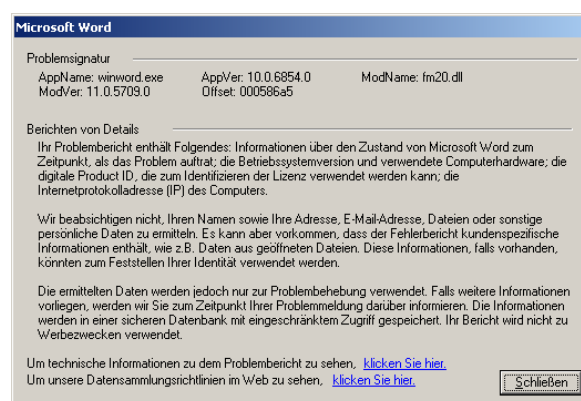 Microsoft Word
Problemsignatur
AppName: winword.exe AppVer: 10.0.6854.0 ModName: fm20.dll
ModVer: 11.0.5709.0 Offset: 000586a5
Berichten von Details
Ihr Problembericht enthält Folgendes: Informationen über den Zustand von Microsoft Word zum
Zeitpunkt, als das Problem auftrat; die Betriebssystemversion und verwendete Computerhardware; die
digitale Product ID, die zum Identifizieren der Lizenz verwendet werden kann; die
Internetprotokolladresse (IP) des Computers.
Wir beabsichtigen nicht, Ihren Namen sowie Ihre Adresse, E-Mail-Adresse, Dateien oder sonstige
persönliche Daten zu ermitteln. Es kann aber vorkommen, dass der Fehlerbericht kundenspezifische
Informationen enthält, wie z.B. Daten aus geöffneten Dateien. Diese Informationen, falls vorhanden,
könnten zum Feststellen Ihrer Identität verwendet werden.
Die ermittelten Daten werden jedoch nur zur Problembehebung verwendet. Falls weitere Informationen
vorliegen, werden wir Sie zum Zeitpunkt Ihrer Problemmeldung darüber informieren. Die Informationen
werden in einer sicheren Datenbank mit eingeschränktem Zugriff gespeichert. Ihr Bericht wird nicht zu
Werbezwecken verwendet.
Um technische Informationen zu dem Problembericht zu sehen, klicken Sie hier.
Um unsere Datensammlungsrichtlinien im Web zu sehen, klicken Sie hier.
Schließen